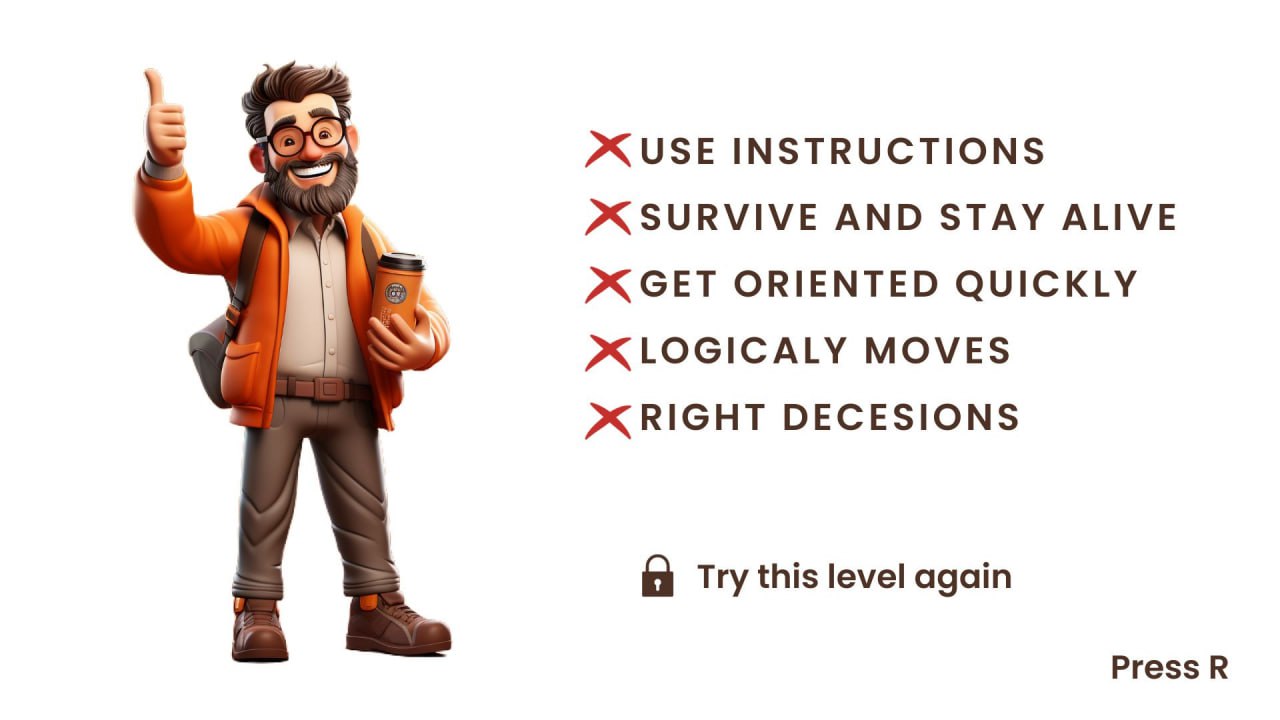 USE INSTRUCTIONS
SURVIVE AND STAY ALIVE
GET ORIENTED QUICKLY
LOGICALY MOVES
RIGHT DECESIONS
Try this level again
Press R